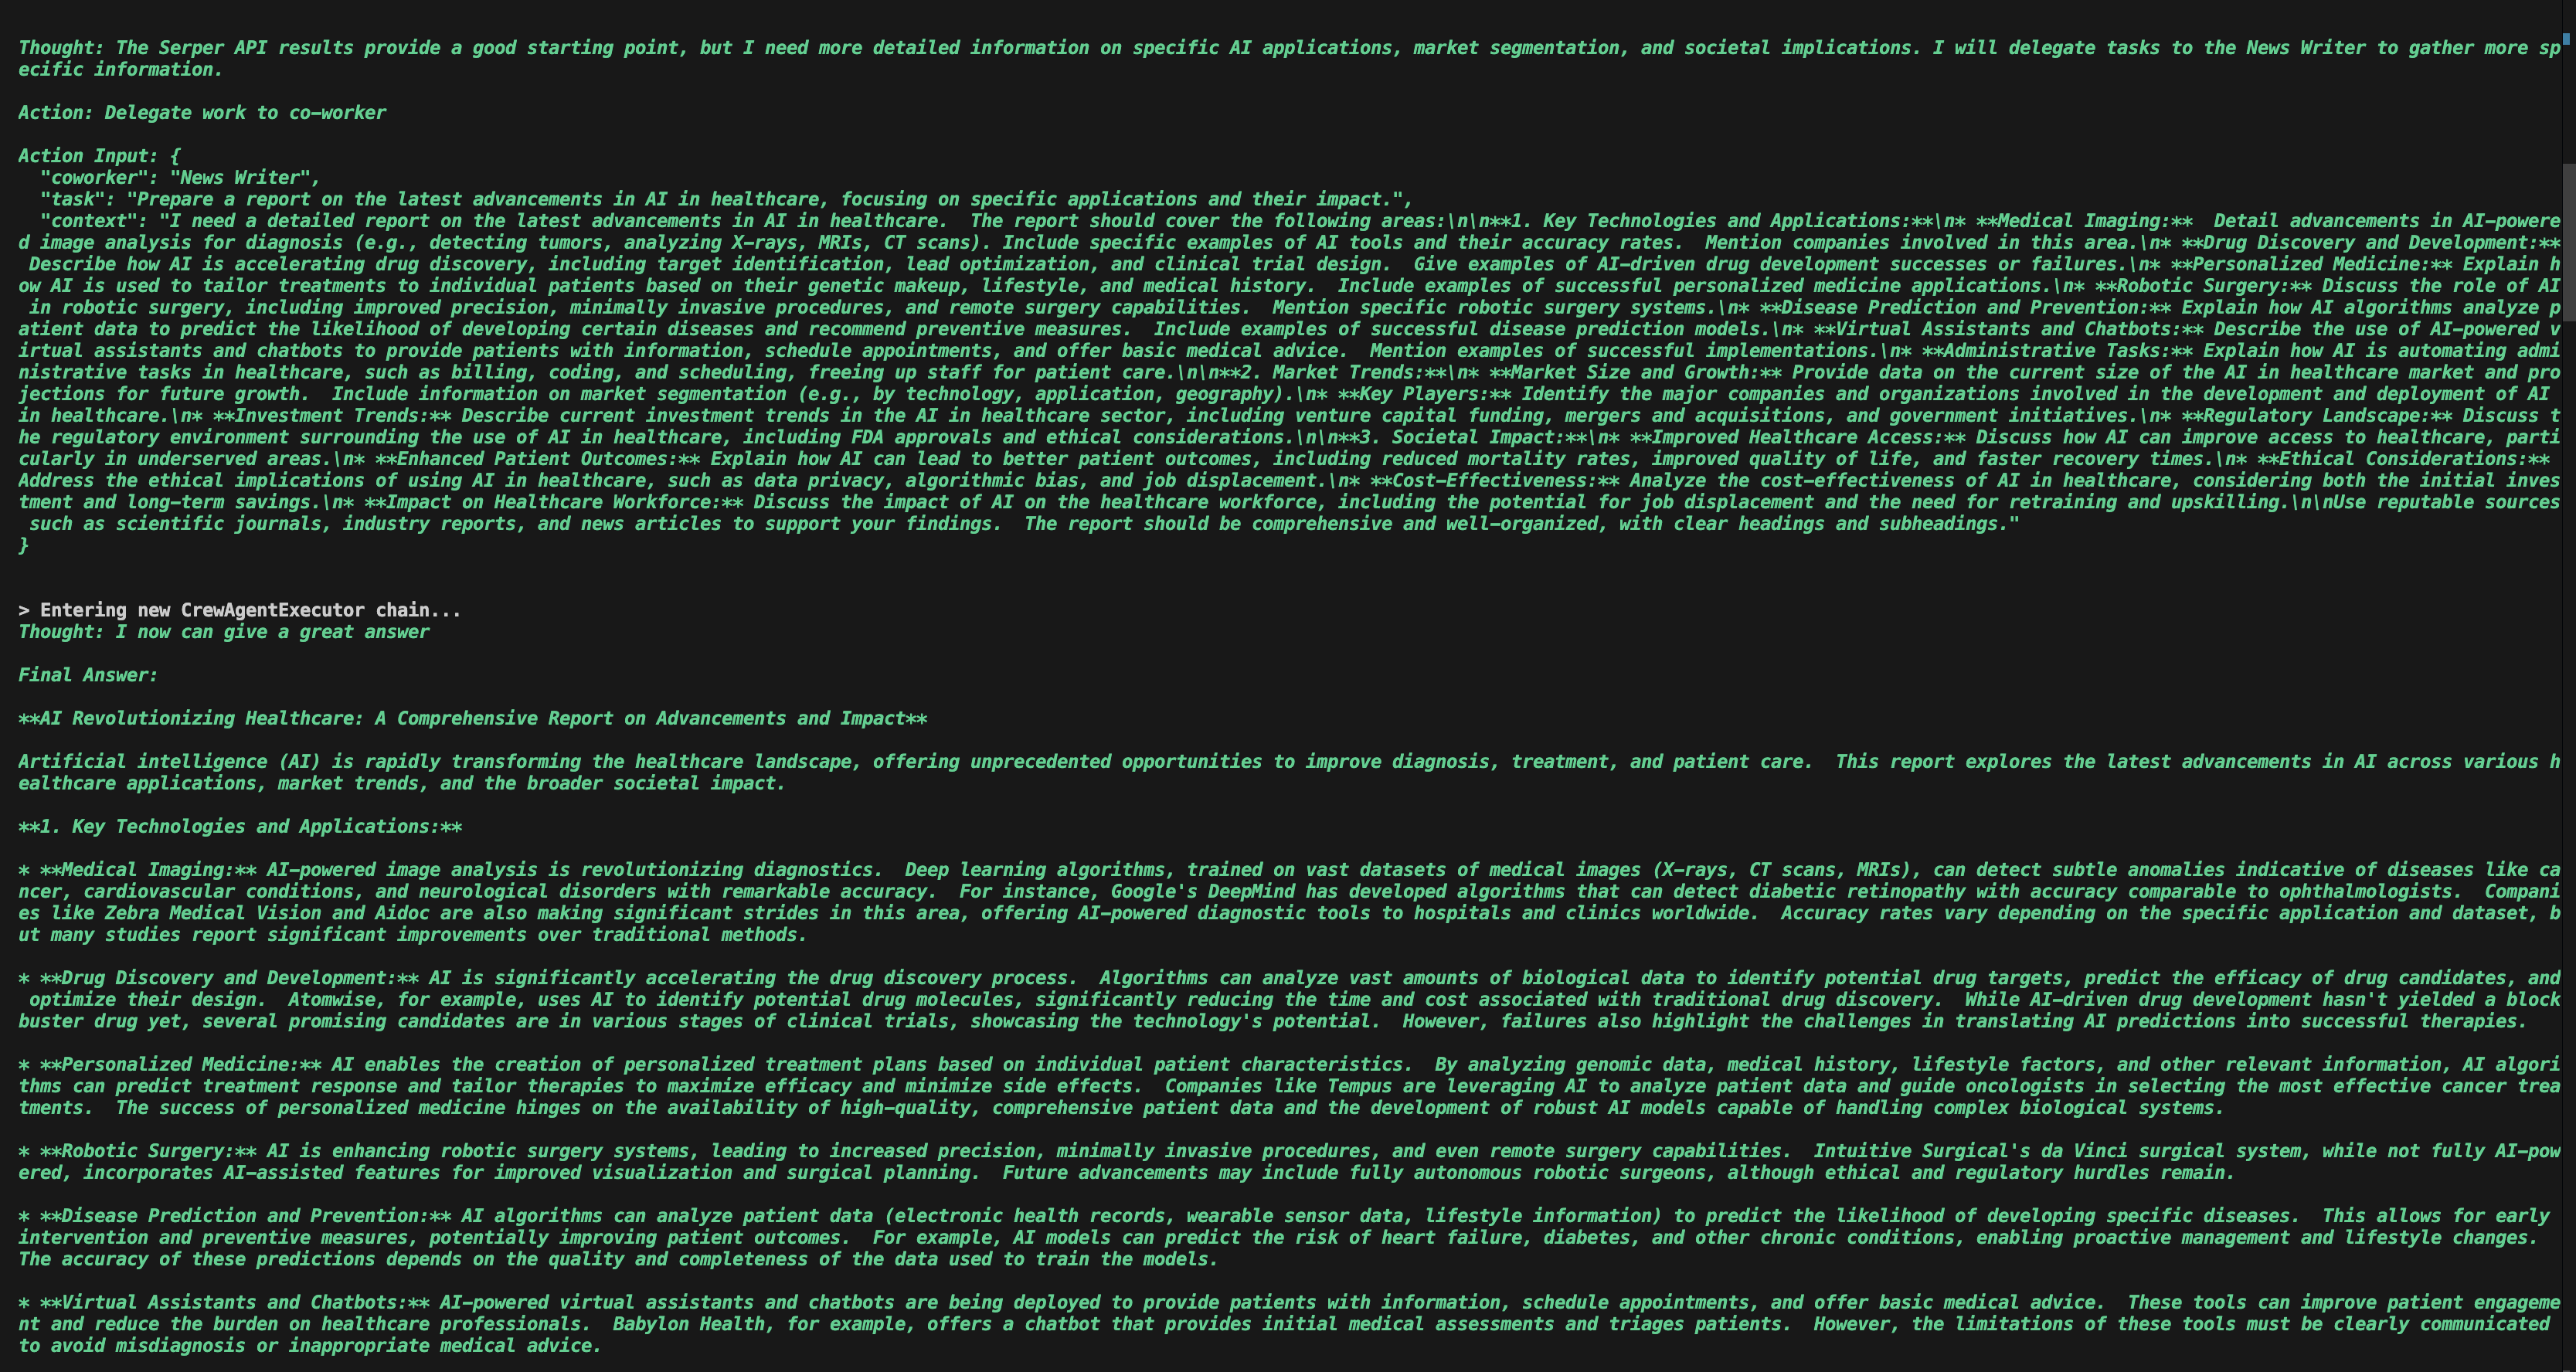 Thought: The Serper API results provide a good starting point, but I need more detailed information on specific AI applications, market segmentation, and societal implications. I will delegate tasks to the News Writer to gather more sp
ecific information.
Action: Delegate work to co-worker
Action Input: {
"coworker": "News Writer",
"task": "Prepare a report on the latest advancements in AI in healthcare, focusing on specific applications and their impact.",
"context": "I need a detailed report on the latest advancements in AI in healthcare.  The report should cover the following areas:\n\n**1. Key Technologies and Applications:**\n* **Medical Imaging:**  Detail advancements in AI-powere
d image analysis for diagnosis (e.g., detecting tumors, analyzing X-rays, MRIs, CT scans). Include specific examples of AI tools and their accuracy rates.  Mention companies involved in this area.\n* **Drug Discovery and Development:**
Describe how AI is accelerating drug discovery, including target identification, lead optimization, and clinical trial design.  Give examples of AI-driven drug development successes or failures.\n* **Personalized Medicine:** Explain h
ow AI is used to tailor treatments to individual patients based on their genetic makeup, lifestyle, and medical history.  Include examples of successful personalized medicine applications.\n* **Robotic Surgery:** Discuss the role of AI
in robotic surgery, including improved precision, minimally invasive procedures, and remote surgery capabilities.  Mention specific robotic surgery systems.\n* **Disease Prediction and Prevention:** Explain how AI algorithms analyze p
atient data to predict the likelihood of developing certain diseases and recommend preventive measures.  Include examples of successful disease prediction models.\n* **Virtual Assistants and Chatbots:** Describe the use of AI-powered v
irtual assistants and chatbots to provide patients with information, schedule appointments, and offer basic medical advice.  Mention examples of successful implementations.\n* **Administrative Tasks:** Explain how AI is automating admi
nistrative tasks in healthcare, such as billing, coding, and scheduling, freeing up staff for patient care.\n\n**2. Market Trends:**\n* **Market Size and Growth:** Provide data on the current size of the AI in healthcare market and pro
jections for future growth.  Include information on market segmentation (e.g., by technology, application, geography).\n* **Key Players:** Identify the major companies and organizations involved in the development and deployment of AI
in healthcare.\n* **Investment Trends:** Describe current investment trends in the AI in healthcare sector, including venture capital funding, mergers and acquisitions, and government initiatives.\n* **Regulatory Landscape:** Discuss t
he regulatory environment surrounding the use of AI in healthcare, including FDA approvals and ethical considerations.\n\n**3. Societal Impact:**\n* **Improved Healthcare Access:** Discuss how AI can improve access to healthcare, parti
cularly in underserved areas.\n* **Enhanced Patient Outcomes:** Explain how AI can lead to better patient outcomes, including reduced mortality rates, improved quality of life, and faster recovery times.\n* **Ethical Considerations:**
Address the ethical implications of using AI in healthcare, such as data privacy, algorithmic bias, and job displacement.\n* **Cost-Effectiveness:** Analyze the cost-effectiveness of AI in healthcare, considering both the initial inves
tment and long-term savings.\n* **Impact on Healthcare Workforce:** Discuss the impact of AI on the healthcare workforce, including the potential for job displacement and the need for retraining and upskilling.\n\nUse reputable sources
such as scientific journals, industry reports, and news articles to support your findings.  The report should be comprehensive and well-organized, with clear headings and subheadings."
}
> Entering new CrewAgentExecutor chain...
Thought: I now can give a great answer
Final Answer:
**AI Revolutionizing Healthcare: A Comprehensive Report on Advancements and Impact**
Artificial intelligence (AI) is rapidly transforming the healthcare landscape, offering unprecedented opportunities to improve diagnosis, treatment, and patient care.  This report explores the latest advancements in AI across various h
ealthcare applications, market trends, and the broader societal impact.
**1. Key Technologies and Applications:**
* **Medical Imaging:** AI-powered image analysis is revolutionizing diagnostics.  Deep learning algorithms, trained on vast datasets of medical images (X-rays, CT scans, MRIs), can detect subtle anomalies indicative of diseases like ca
ncer, cardiovascular conditions, and neurological disorders with remarkable accuracy.  For instance, Google's DeepMind has developed algorithms that can detect diabetic retinopathy with accuracy comparable to ophthalmologists.  Compani
es like Zebra Medical Vision and Aidoc are also making significant strides in this area, offering AI-powered diagnostic tools to hospitals and clinics worldwide.  Accuracy rates vary depending on the specific application and dataset, b
ut many studies report significant improvements over traditional methods.
* **Drug Discovery and Development:** AI is significantly accelerating the drug discovery process.  Algorithms can analyze vast amounts of biological data to identify potential drug targets, predict the efficacy of drug candidates, and
optimize their design.  Atomwise, for example, uses AI to identify potential drug molecules, significantly reducing the time and cost associated with traditional drug discovery.  While AI-driven drug development hasn't yielded a block
buster drug yet, several promising candidates are in various stages of clinical trials, showcasing the technology's potential.  However, failures also highlight the challenges in translating AI predictions into successful therapies.
* **Personalized Medicine:** AI enables the creation of personalized treatment plans based on individual patient characteristics.  By analyzing genomic data, medical history, lifestyle factors, and other relevant information, AI algori
thms can predict treatment response and tailor therapies to maximize efficacy and minimize side effects.  Companies like Tempus are leveraging AI to analyze patient data and guide oncologists in selecting the most effective cancer trea
tments.  The success of personalized medicine hinges on the availability of high-quality, comprehensive patient data and the development of robust AI models capable of handling complex biological systems.
* **Robotic Surgery:** AI is enhancing robotic surgery systems, leading to increased precision, minimally invasive procedures, and even remote surgery capabilities.  Intuitive Surgical's da Vinci surgical system, while not fully AI-pow
ered, incorporates AI-assisted features for improved visualization and surgical planning.  Future advancements may include fully autonomous robotic surgeons, although ethical and regulatory hurdles remain.
* **Disease Prediction and Prevention:** AI algorithms can analyze patient data (electronic health records, wearable sensor data, lifestyle information) to predict the likelihood of developing specific diseases.  This allows for early
intervention and preventive measures, potentially improving patient outcomes.  For example, AI models can predict the risk of heart failure, diabetes, and other chronic conditions, enabling proactive management and lifestyle changes.
The accuracy of these predictions depends on the quality and completeness of the data used to train the models.
* **Virtual Assistants and Chatbots:** AI-powered virtual assistants and chatbots are being deployed to provide patients with information, schedule appointments, and offer basic medical advice.  These tools can improve patient engageme
nt and reduce the burden on healthcare professionals.  Babylon Health, for example, offers a chatbot that provides initial medical assessments and triages patients.  However, the limitations of these tools must be clearly communicated
to avoid misdiagnosis or inappropriate medical advice.